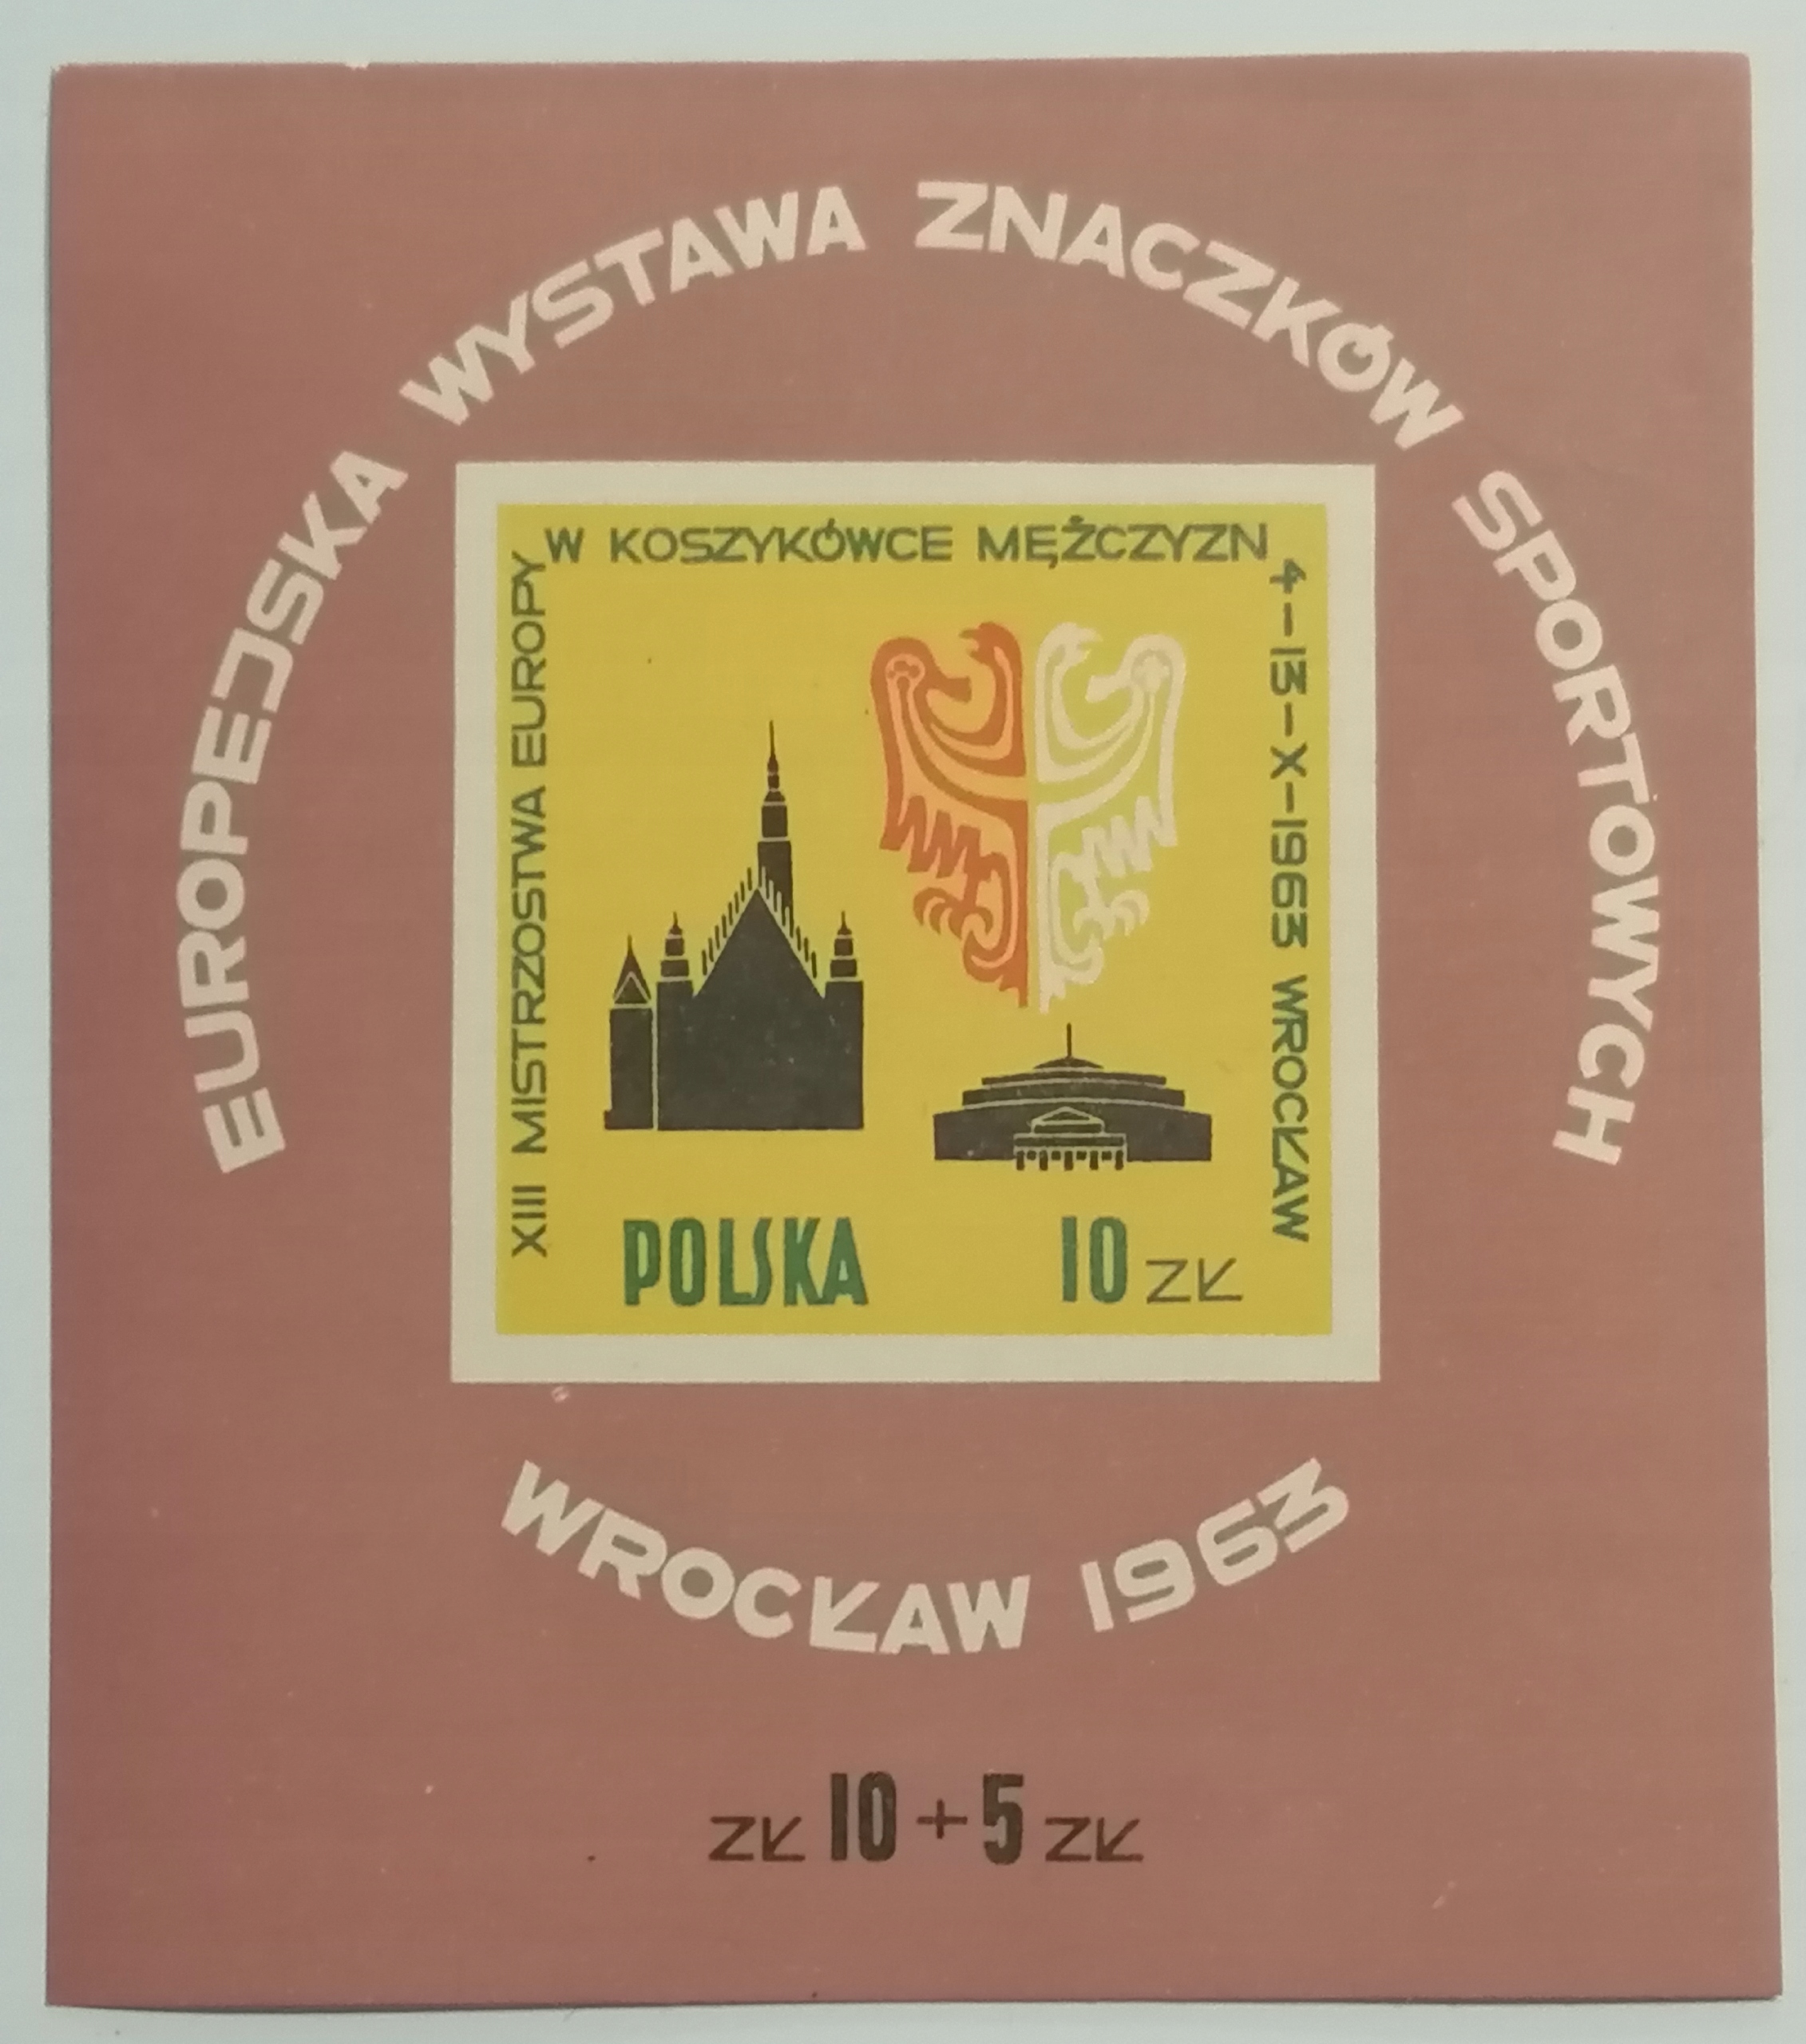 EUROPEJSKA WYSTAWA ZNACZKÓW SPORTOWYCH
XIII MISTRZOSTWA EUROPY
W KOSZYKÓWCE MĘŻCZYZN
4-13-X-1963 WROCŁAW
POLSKA 10 ZŁ
WROCŁAW 1963
ZŁ 10+5 ZŁ